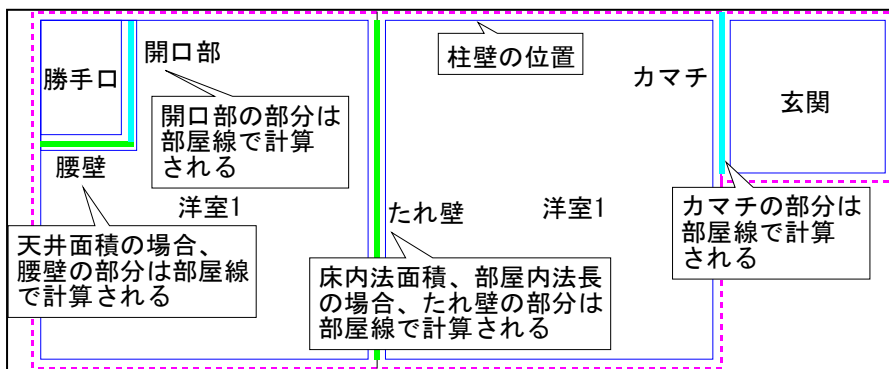 開口部
柱壁の位置
カマチ
勝手口
玄関
開口部の部分は
部屋線で計算
される
腰壁
洋室1
たれ壁
洋室1
カマチの部分は
部屋線で計算
される
天井面積の場合、
腰壁の部分は部屋線
で計算される
床内法面積、部屋内法長
の場合、たれ壁の部分は
部屋線で計算される